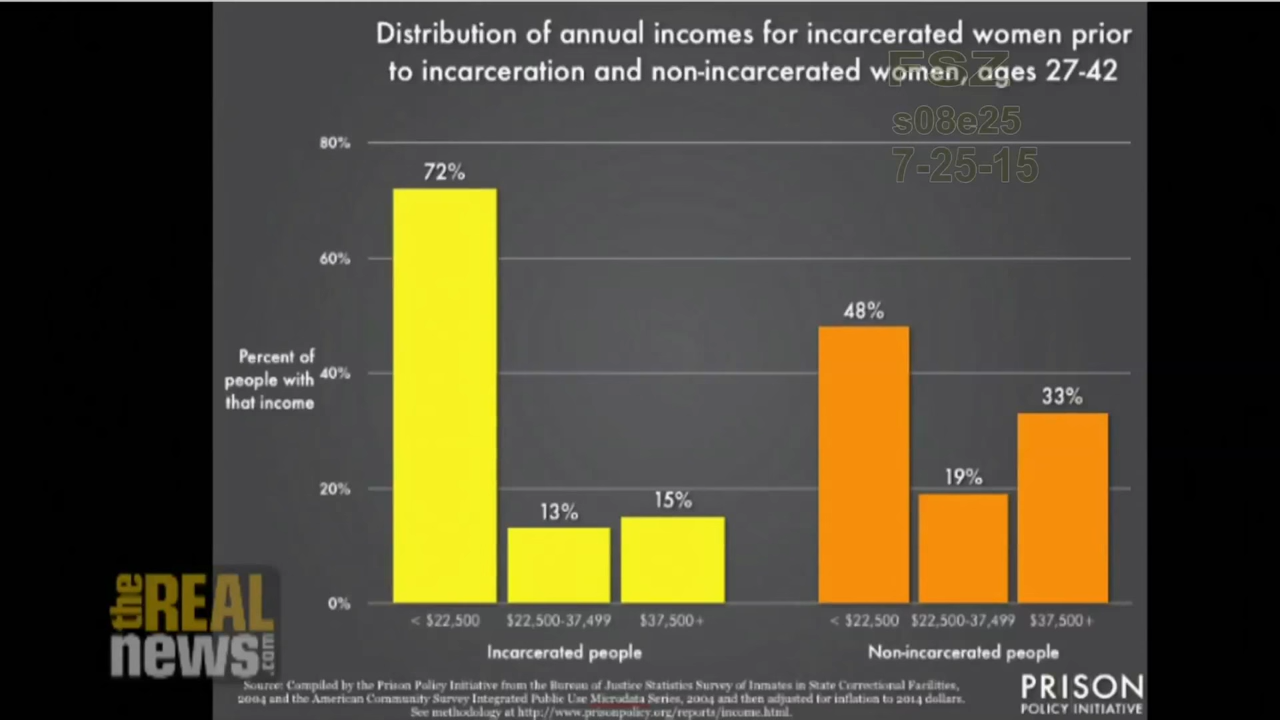 Distribution of annual incomes for incarcerated women prior
to incarceration and non-incarcerated women, ages 27-42
FSZ
s08e25
7-25-15
80%
72%
60%
48%
Percent of
people with
that income
40%
33%
20%
19%
15%
13%
0%
< $22,500 $22,500-37,499 $37,500+
< $22,500 $22,500-37,499 $37,500+
Incarcerated people
Non-incarcerated people
the REAL
news.com
Source: Compiled by the Prison Policy Initiative from the Bureau of Justice Statistics Survey of Inmates in State Correctional Facilities,
2004 and the American Community Survey Integrated Public Use Microdata Series, 2004 and then adjusted for inflation to 2014 dollars.
See methodology at http://www.prisonpolicy.org/reports/income.html.
PRISON
POLICY INITIATIVE